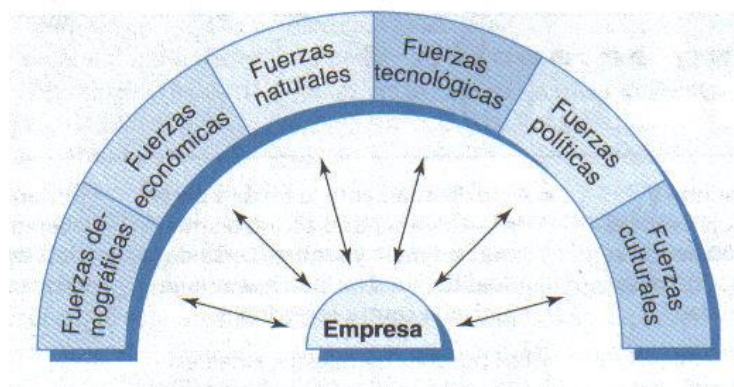 Fuerzas de-
mográficas
Fuerzas
económicas
Fuerzas
naturales
Fuerzas
tecnológicas
Fuerzas
políticas
Fuerzas
culturales
Empresa